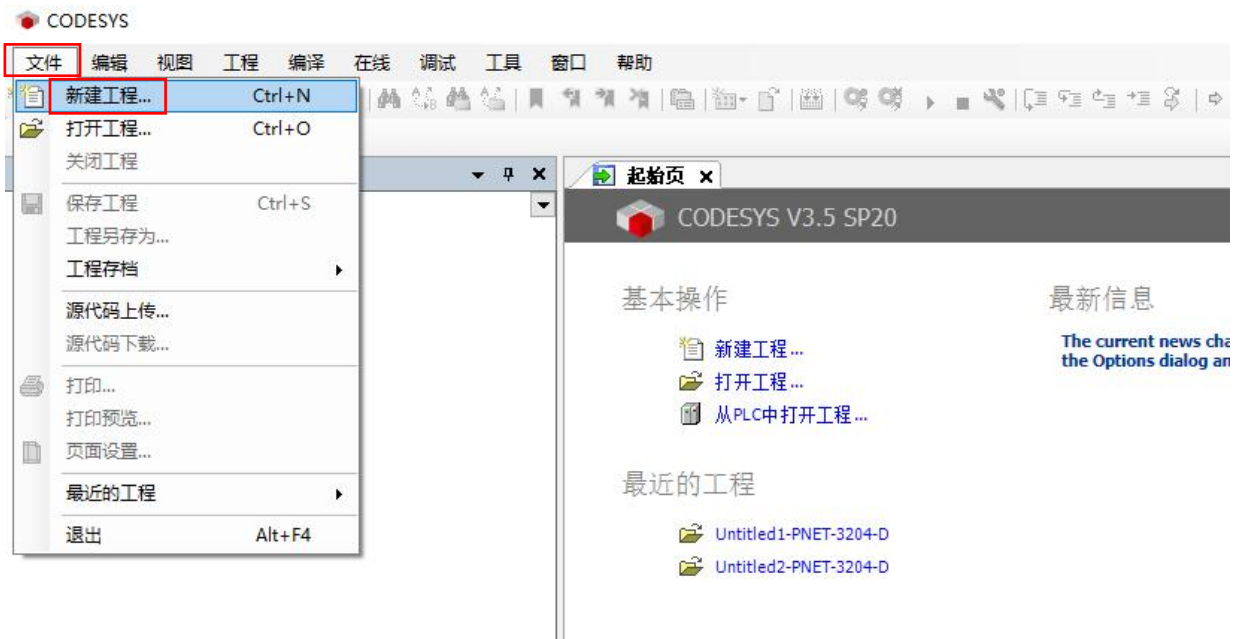 CODESYS
文件 编辑 视图 工程 编译 在线 调试 工具 窗口 帮助
新建工程... Ctrl+N
打开工程... Ctrl+O
关闭工程
保存工程 Ctrl+S
工程另存为...
工程存档
源代码上传...
源代码下载...
打印...
打印预览...
页面设置...
最近的工程
退出 Alt+F4
起始页
CODESYS V3.5 SP20
基本操作
新建工程...
打开工程...
从PLC中打开工程...
最近的工程
Untitled1-PNET-3204-D
Untitled2-PNET-3204-D
最新信息
The current news cha
the Options dialog an